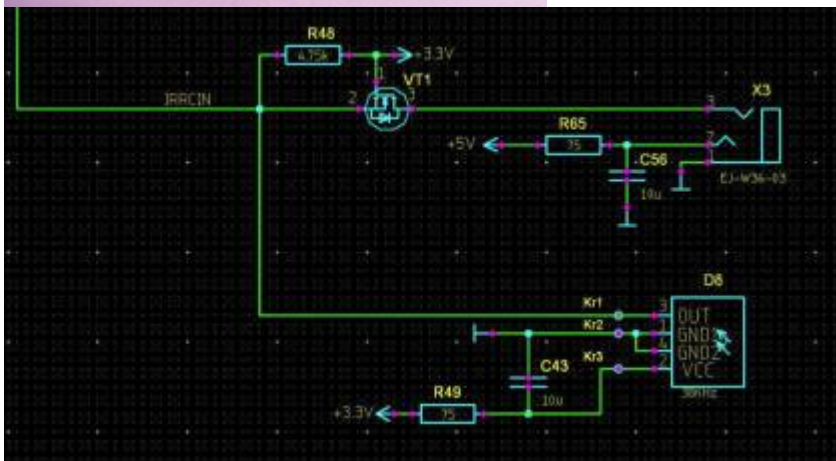 R48
4.75k
+3.3V
1
VT1
IRRCIN
2
3
X3
3
R65
+5V
75
2
C56
1
EJ-W36-03
10u
D8
Kr1
3
OUT
Kr2
1
GND1
4
GND2
Kr3
2
VCC
C43
38kHz
R49
10u
+3.3V
75